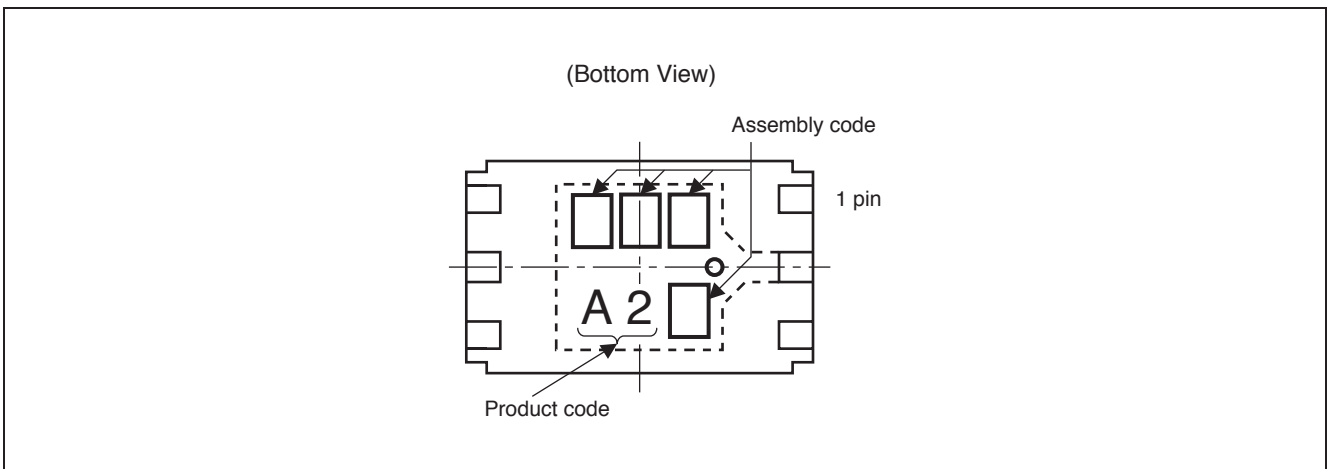 (Bottom View)
Assembly code
1 pin
A 2
Product code